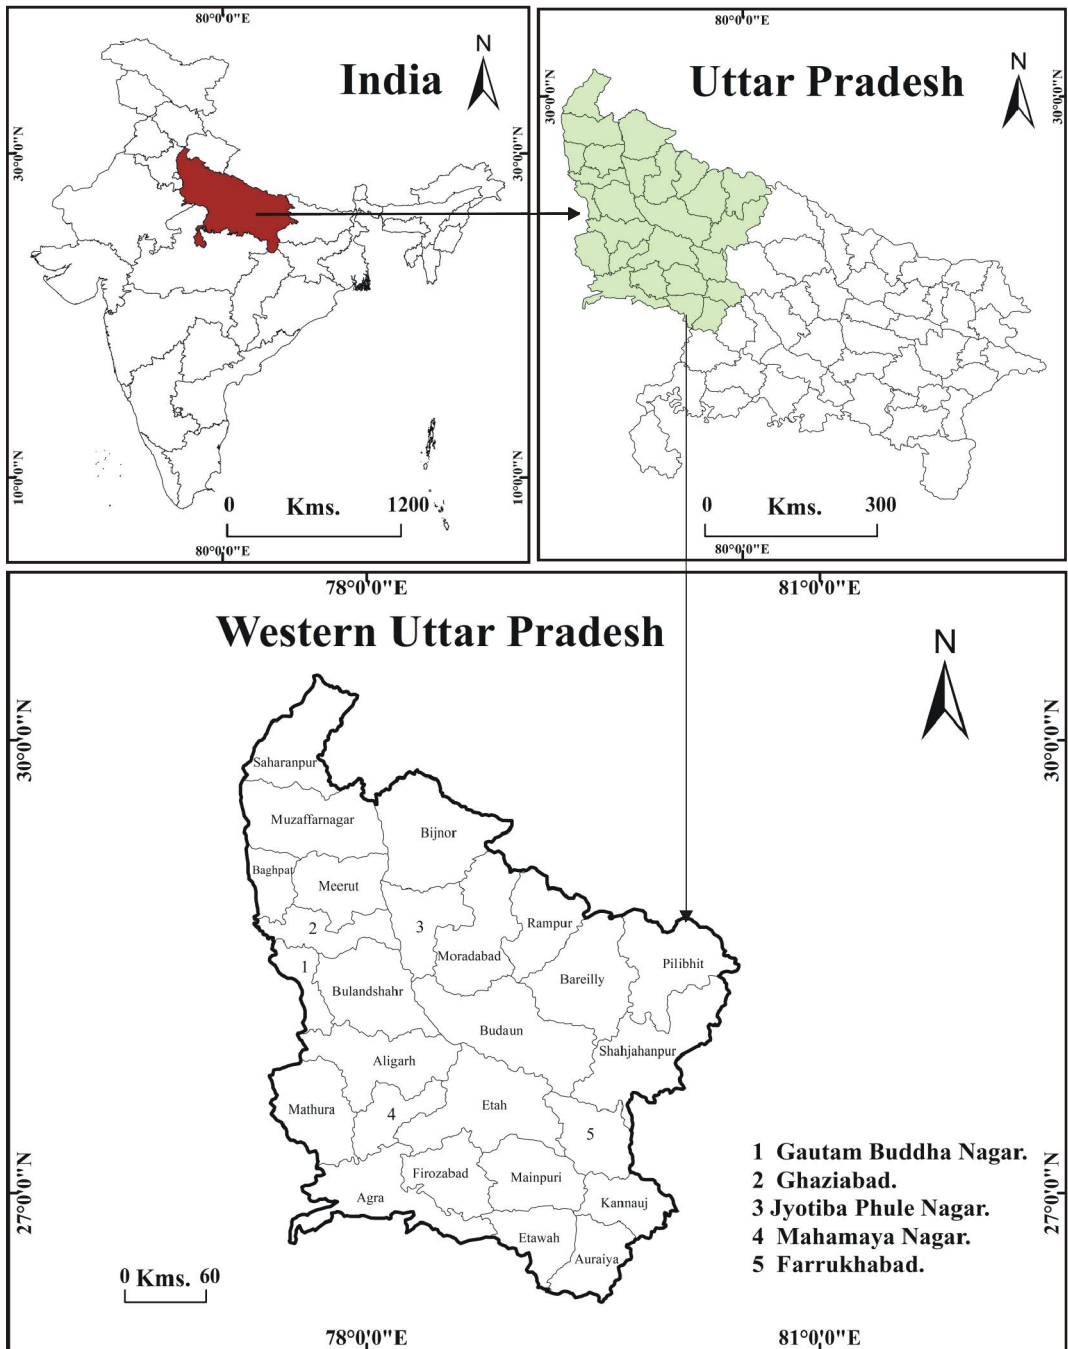 80°0'0"E
India
N
30°0'0"N
30°0'0"N
10°0'0"N
10°0'0"N
0 Kms. 1200
80°0'0"E
80°0'0"E
Uttar Pradesh
N
30°0'0"N
30°0'0"N
0 Kms. 300
80°0'0"E
78°0'0"E
81°0'0"E
Western Uttar Pradesh
N
30°0'0"N
30°0'0"N
Saharanpur
Muzaffarnagar
Bijnor
Baghpat
Meerut
2
3
Rampur
Moradabad
1
Bareilly
Pilibhit
Bulandshahr
Budaun
Shahjahanpur
Aligarh
Mathura
4
Etah
5
Firozabad
Mainpuri
Agra
Kannauj
Etawah
Auraiya
27°0'0"N
27°0'0"N
1 Gautam Buddha Nagar.
2 Ghaziabad.
3 Jyotiba Phule Nagar.
4 Mahamaya Nagar.
5 Farrukhabad.
0 Kms. 60
78°0'0"E
81°0'0"E